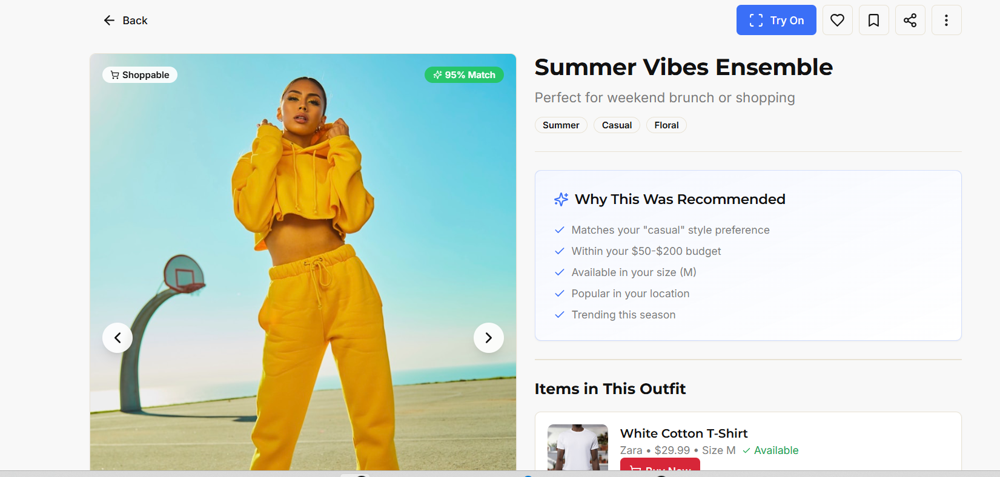 Back
Try On
Shoppable
95% Match
Summer Vibes Ensemble
Perfect for weekend brunch or shopping
Summer
Casual
Floral
Why This Was Recommended
Matches your "casual" style preference
Within your $50-$200 budget
Available in your size (M)
Popular in your location
Trending this season
Items in This Outfit
White Cotton T-Shirt
Zara • $29.99 • Size M Available
Buy Now